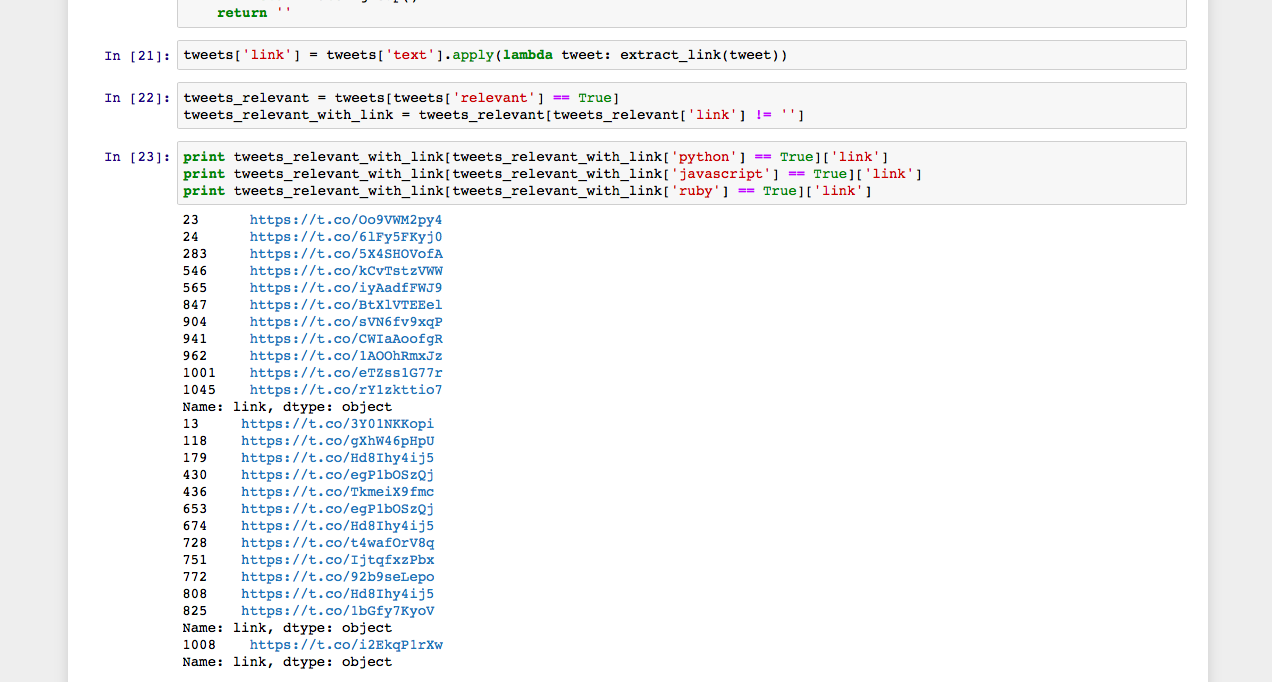 return ''
In [21]: tweets['link'] = tweets['text'].apply(lambda tweet: extract_link(tweet))
In [22]: tweets_relevant = tweets[tweets['relevant'] == True]
tweets_relevant_with_link = tweets_relevant[tweets_relevant['link'] != '']
In [23]: print tweets_relevant_with_link[tweets_relevant_with_link['python'] == True]['link']
print tweets_relevant_with_link[tweets_relevant_with_link['javascript'] == True]['link']
print tweets_relevant_with_link[tweets_relevant_with_link['ruby'] == True]['link']
23 https://t.co/Oo9VWM2py4
24 https://t.co/6lFy5FKyj0
283 https://t.co/5X4SHOVofA
546 https://t.co/kCvTstzVWW
565 https://t.co/iyAadfFWJ9
847 https://t.co/BtXlVTEEel
904 https://t.co/sVN6fv9xqP
941 https://t.co/CWIaAoofgR
962 https://t.co/lAOOhRmxJz
1001 https://t.co/eTZss1G77r
1045 https://t.co/rY1zkttio7
Name: link, dtype: object
13 https://t.co/3Y01NKKopi
118 https://t.co/gXhW46pHpU
179 https://t.co/Hd8Ihy4ij5
430 https://t.co/egP1bOSzQj
436 https://t.co/TkmeiX9fmc
653 https://t.co/egP1bOSzQj
674 https://t.co/Hd8Ihy4ij5
728 https://t.co/t4wafOrV8q
751 https://t.co/IjtqfxzPbx
772 https://t.co/92b9seLepo
808 https://t.co/Hd8Ihy4ij5
825 https://t.co/1bGfy7KyoV
Name: link, dtype: object
1008 https://t.co/i2EkqP1rXw
Name: link, dtype: object